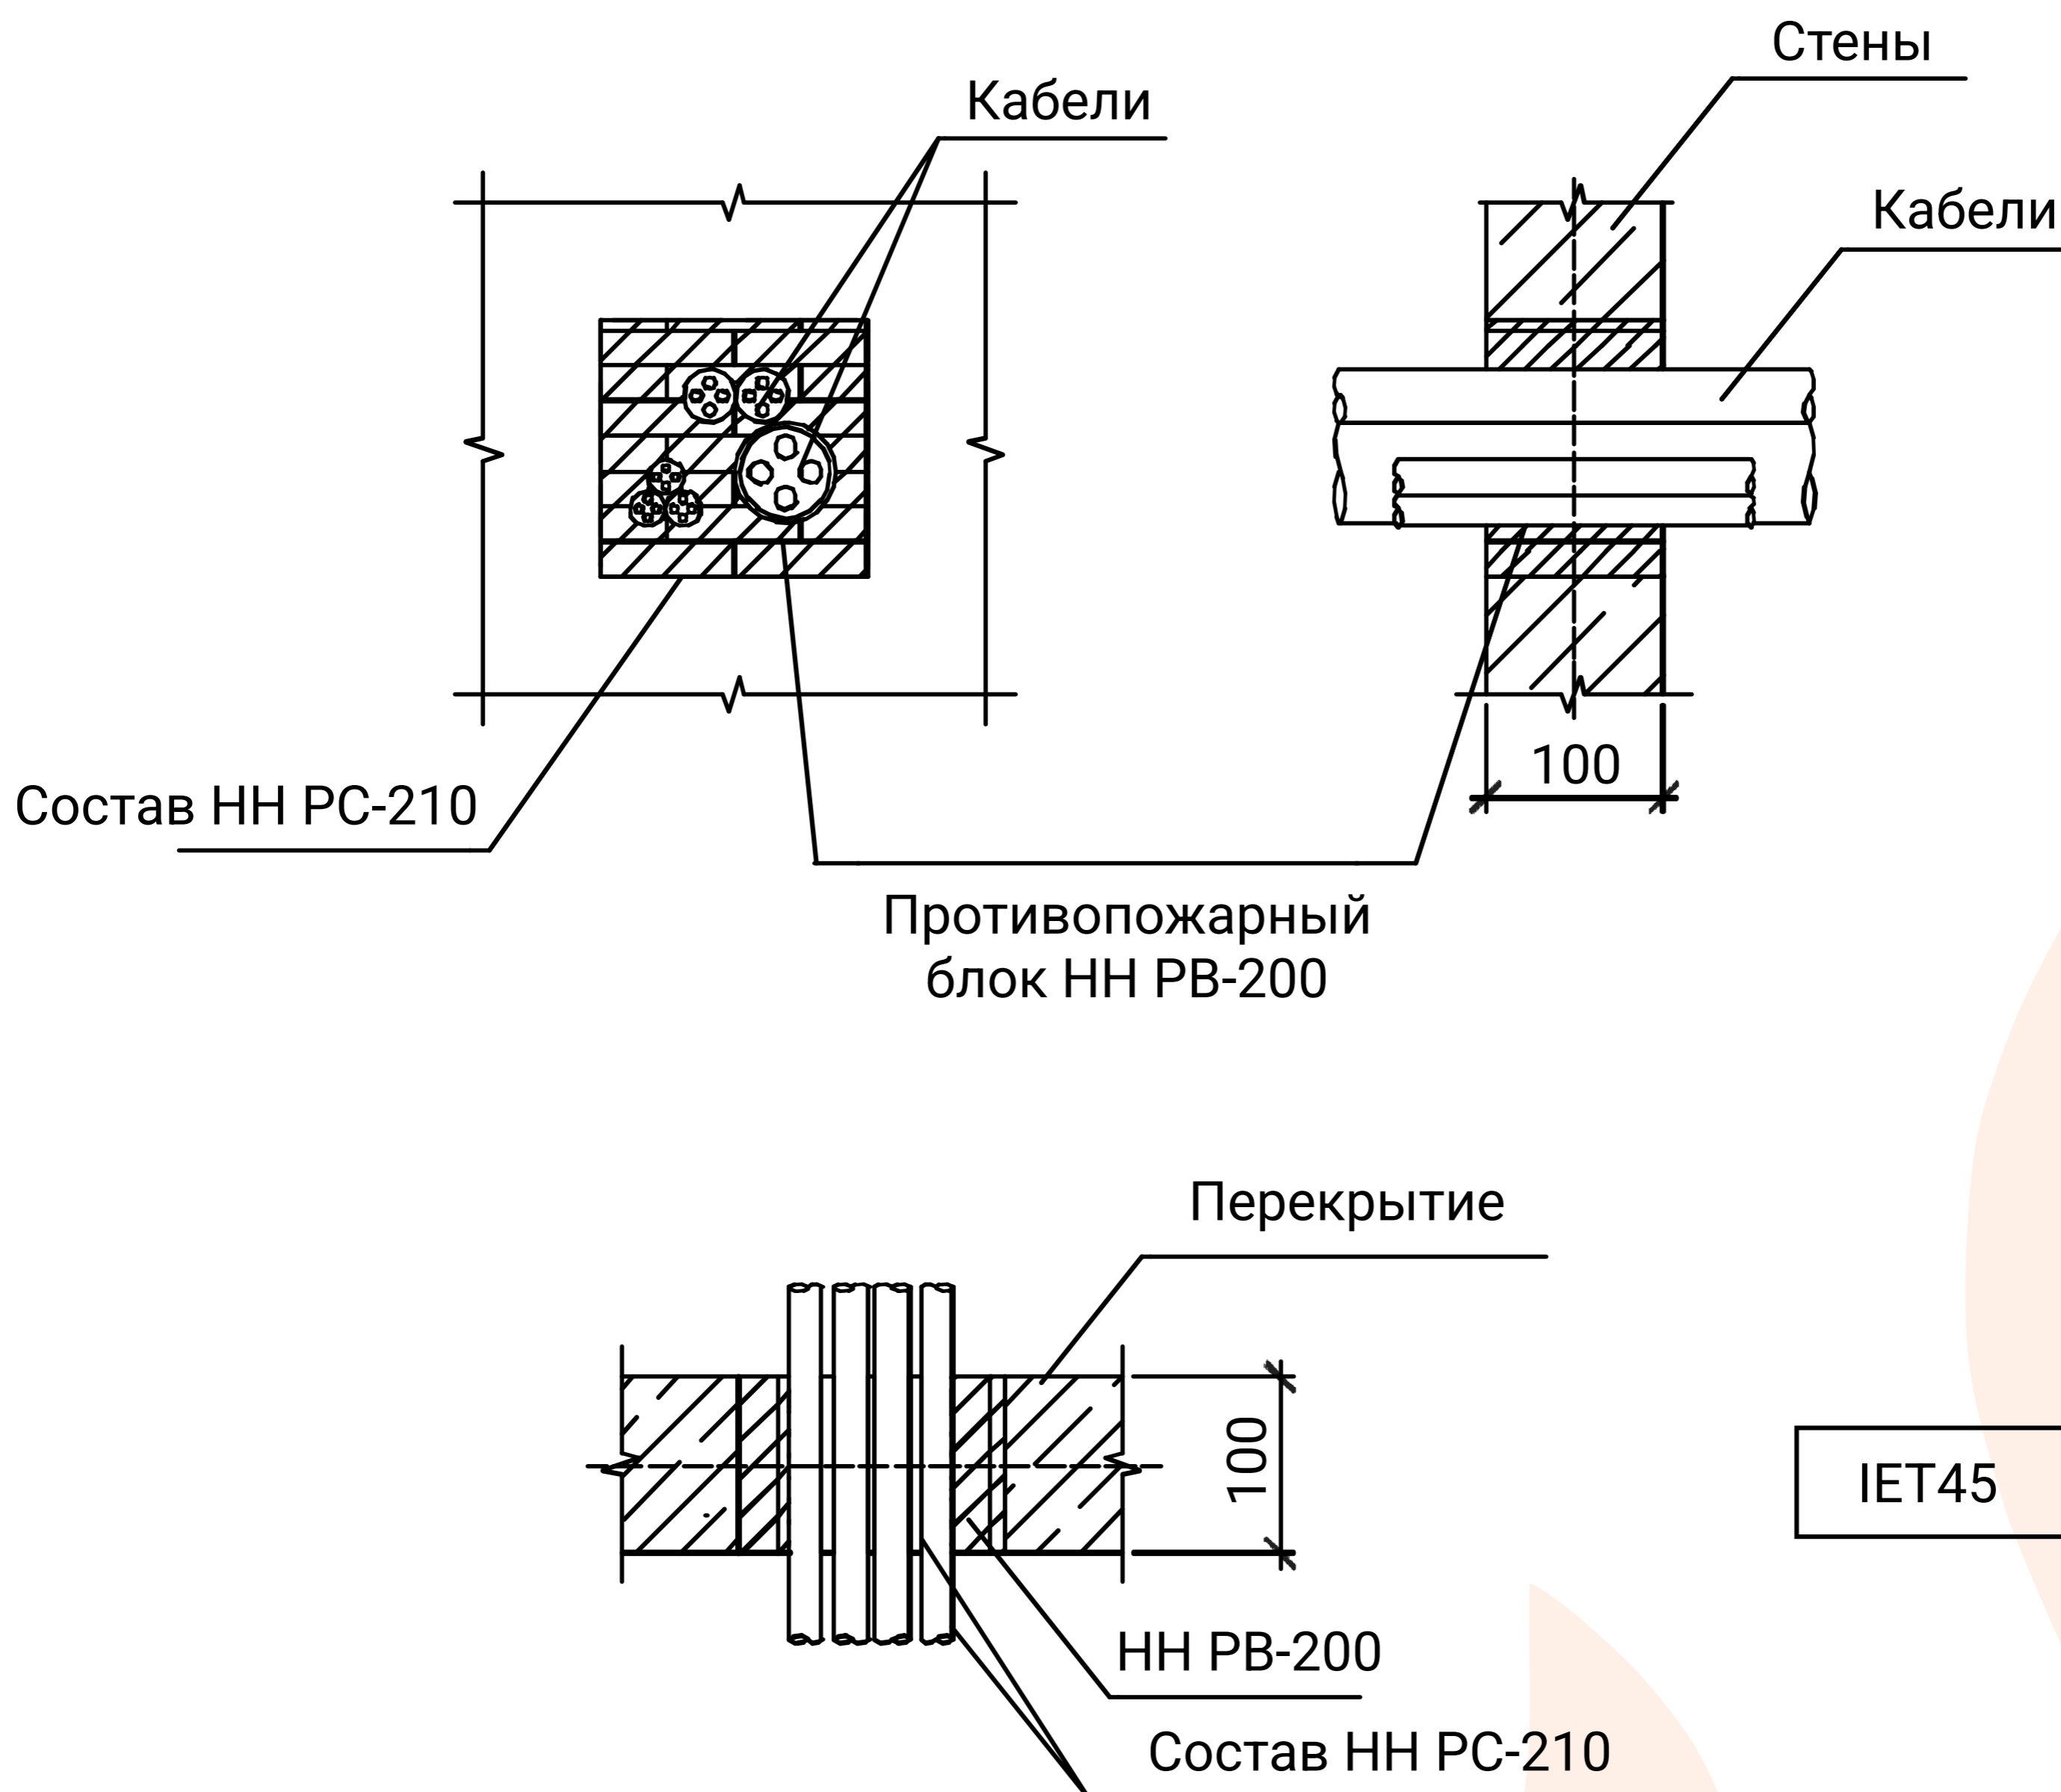 Стены
Кабели
Кабели
Состав НН РС-210
100
Противопожарный
блок НН РВ-200
Перекрытие
100
IET45
НН РВ-200
Состав НН РС-210